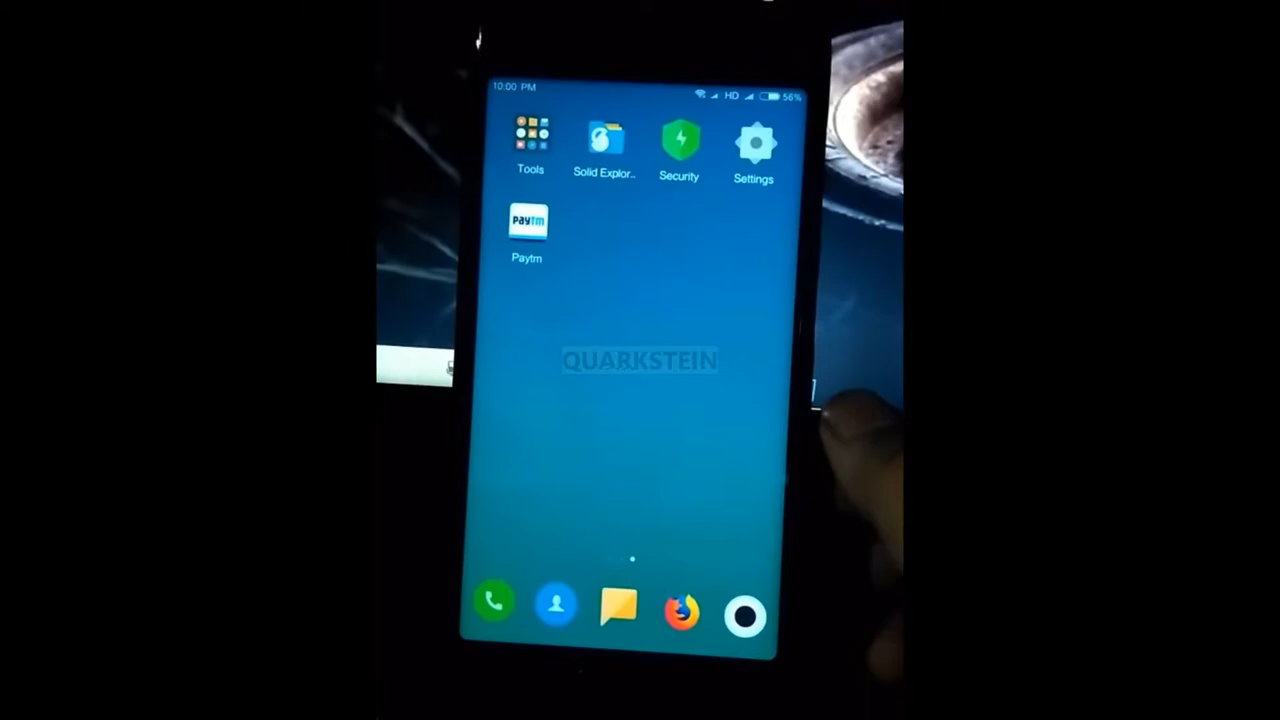 10:00 PM HD 56%
Tools Solid Explor.. Security Settings
paytm
Paytm
QUARKSTEIN